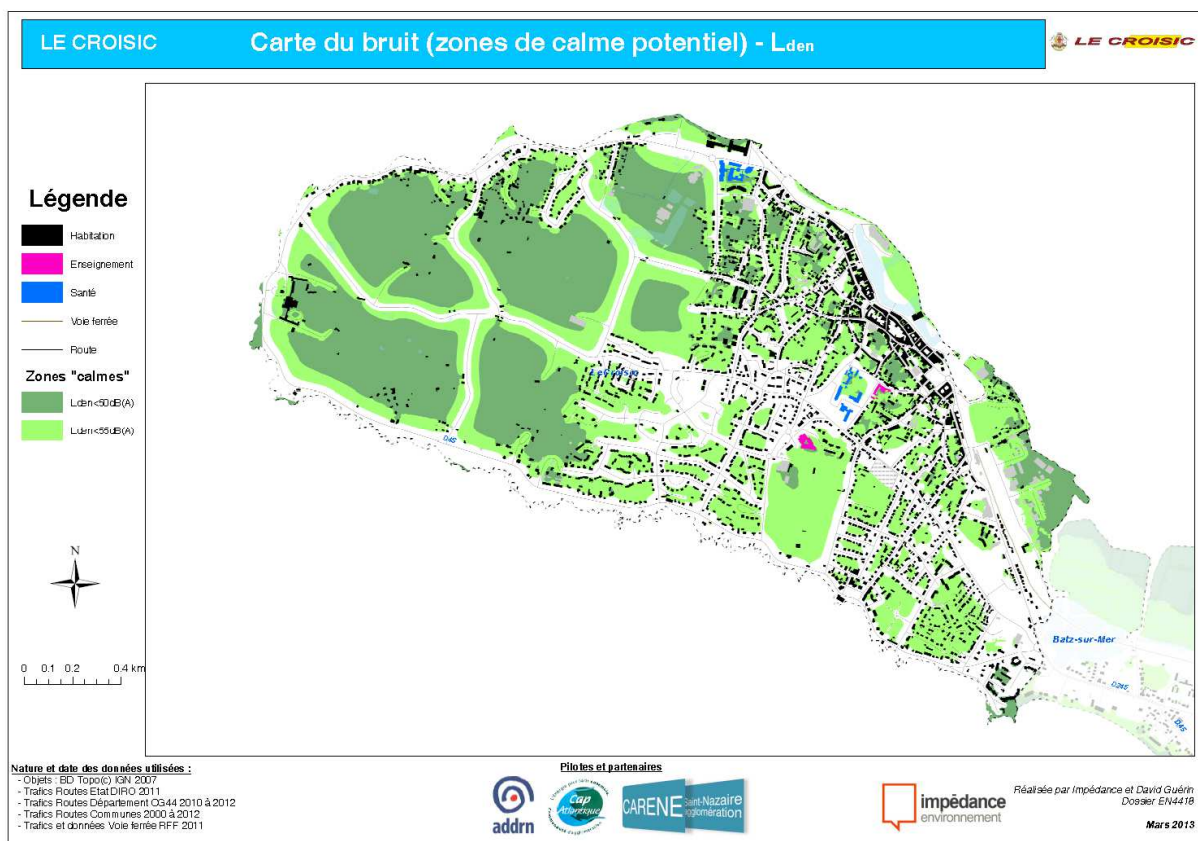 LE CROISIC
Carte du bruit (zones de calme potentiel) - Lden
LE CROISIC
Légende
Habitation
Enseignement
Santé
Voie ferrée
Route
Zones "calmes"
Lden<50dB(A)
Lden<55dB(A)
N
0 0.1 0.2 0.4 km
Le Croisic
D45
Batz-sur-Mer
D245
D45
Nature et date des données utilisées :
- Objets : BD Topo(c) IGN 2007
- Trafics Routes Etat DIRO 2011
- Trafics Routes Département CG44 2010 à 2012
- Trafics Routes Communes 2000 à 2012
- Trafics et données Voie ferrée RFF 2011
Pilotes et partenaires
addrn
Cap
Atlantique
CARENE
Saint-Nazaire
agglomération
impédance
environnement
Réalisée par Impédance et David Guérin
Dossier EN4418
Mars 2013